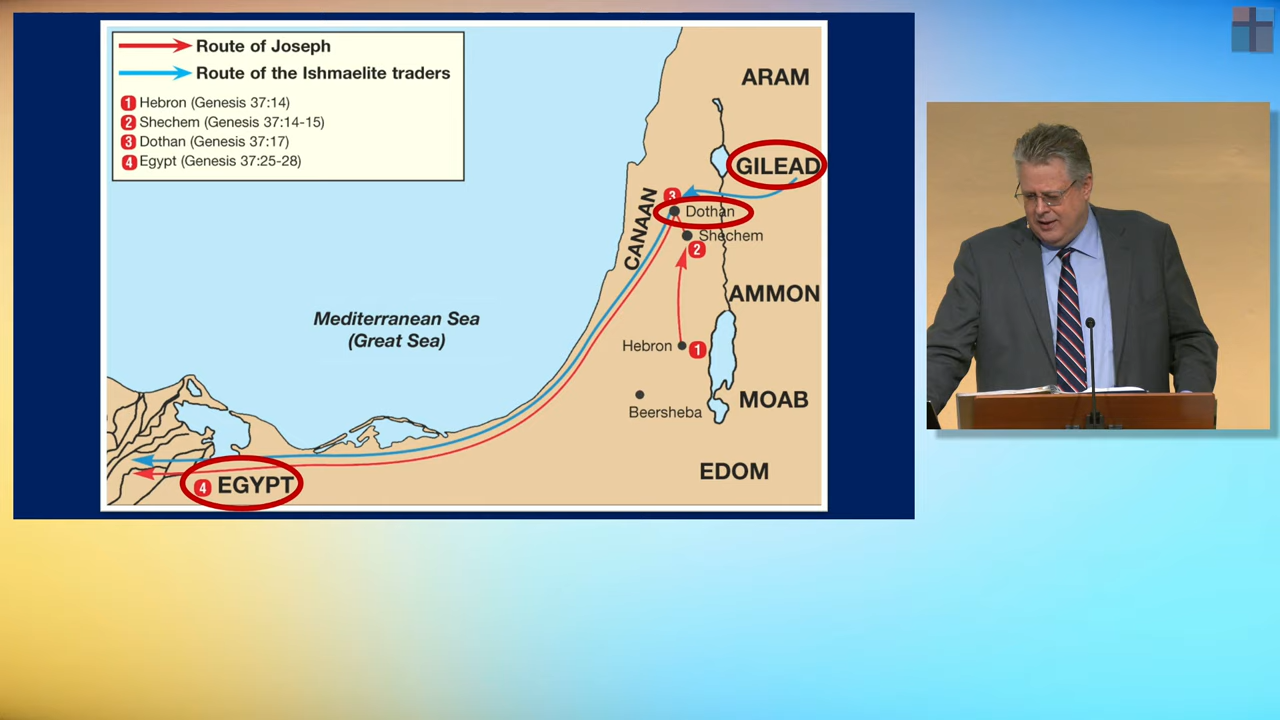 Route of Joseph
Route of the Ishmaelite traders
1 Hebron (Genesis 37:14)
2 Shechem (Genesis 37:14-15)
3 Dothan (Genesis 37:17)
4 Egypt (Genesis 37:25-28)
ARAM
GILEAD
3
Dothan
Shechem
2
CANAAN
AMMON
Mediterranean Sea
(Great Sea)
Hebron 1
Beersheba
MOAB
EDOM
4 EGYPT